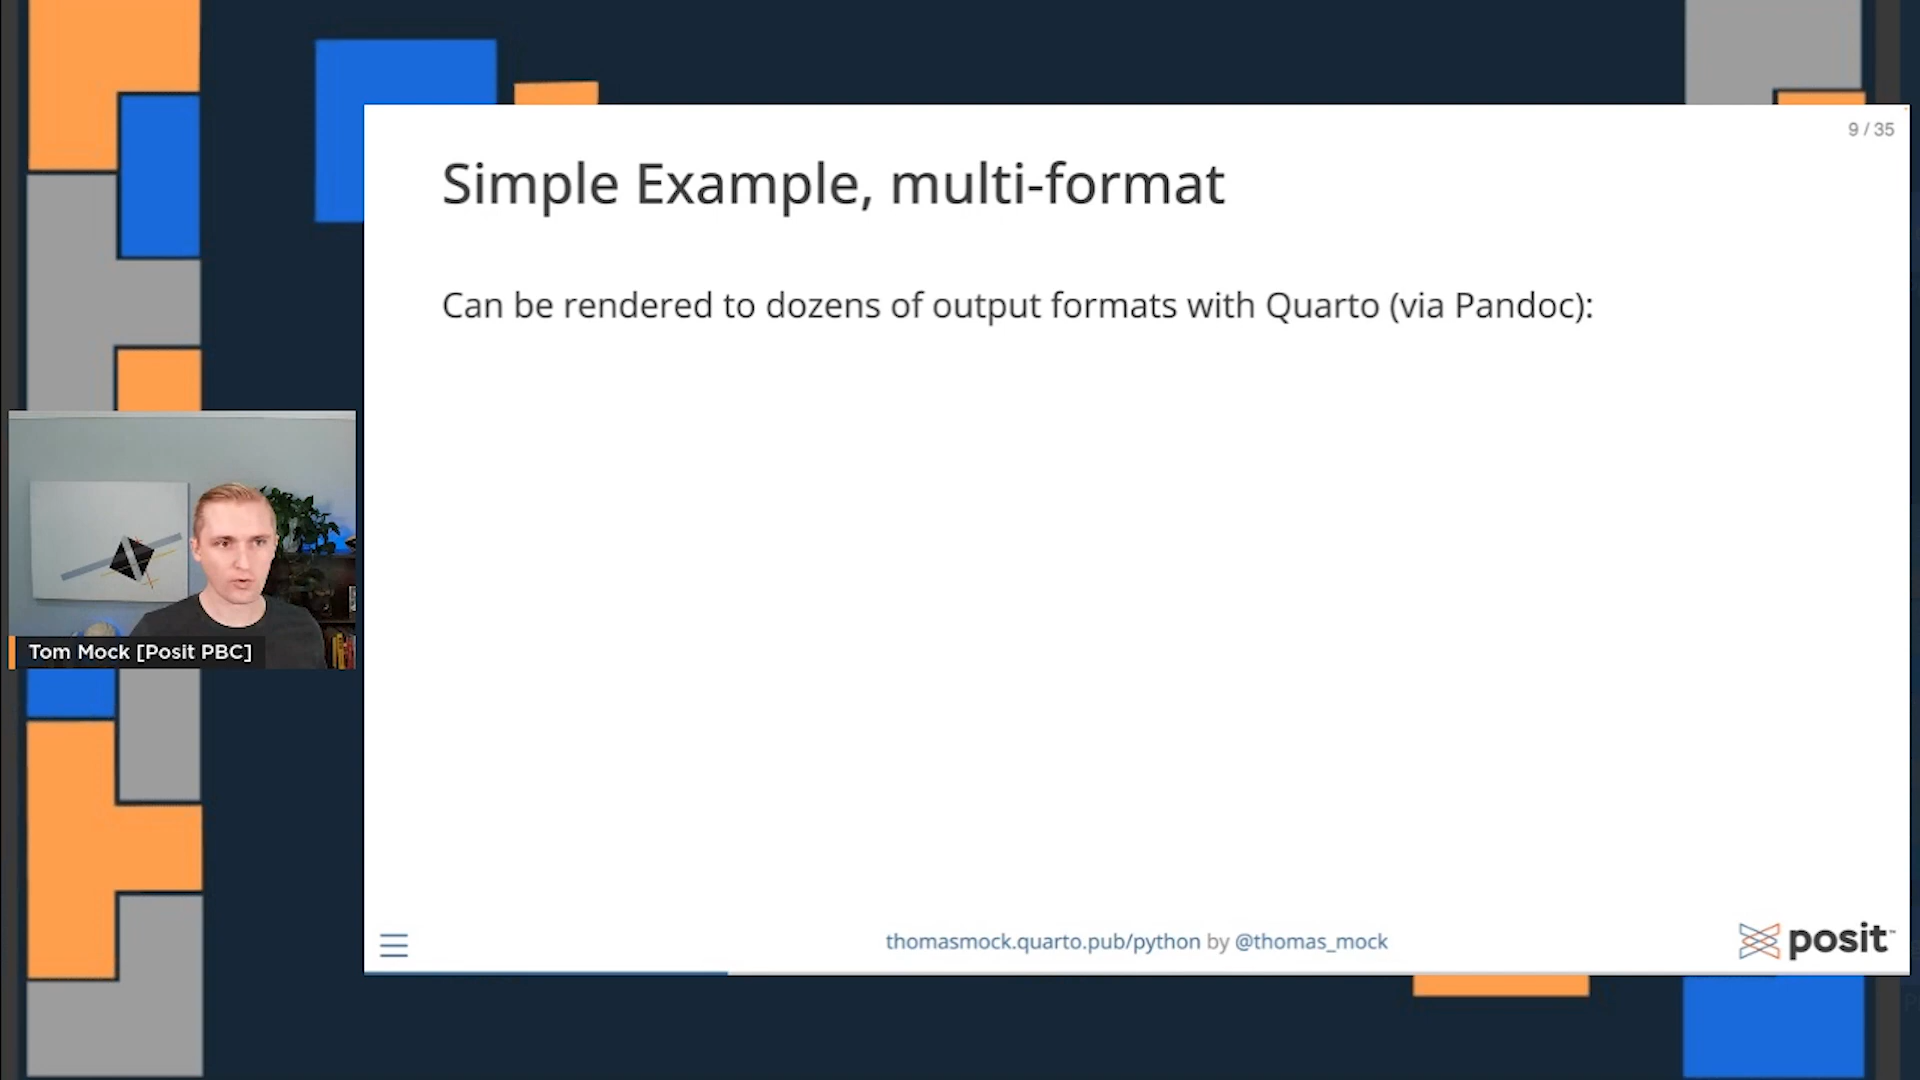 9 / 35
Simple Example, multi-format
Can be rendered to dozens of output formats with Quarto (via Pandoc):
Tom Mock [Posit PBC]
thomasmock.quarto.pub/python by @thomas_mock
posit™